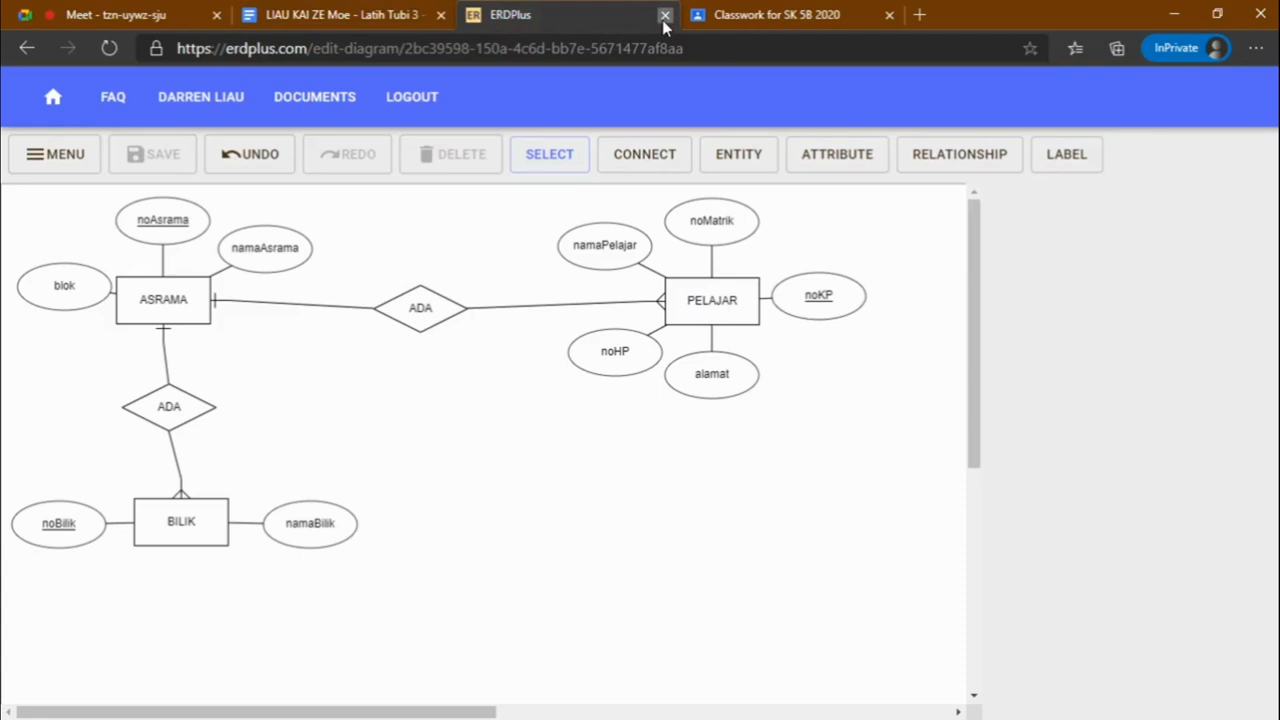 Meet - tzn-uywz-sju
LIAU KAI ZE Moe - Latih Tubi 3 -
ER
ERDPlus
Classwork for SK 5B 2020
https://erdplus.com/edit-diagram/2bc39598-150a-4c6d-bb7e-5671477af8aa
InPrivate
FAQ
DARREN LIAU
DOCUMENTS
LOGOUT
MENU
SAVE
UNDO
REDO
DELETE
SELECT
CONNECT
ENTITY
ATTRIBUTE
RELATIONSHIP
LABEL
noAsrama
namaAsrama
blok
ASRAMA
ADA
noMatrik
namaPelajar
PELAJAR
noKP
noHP
alamat
ADA
noBilik
BILIK
namaBilik